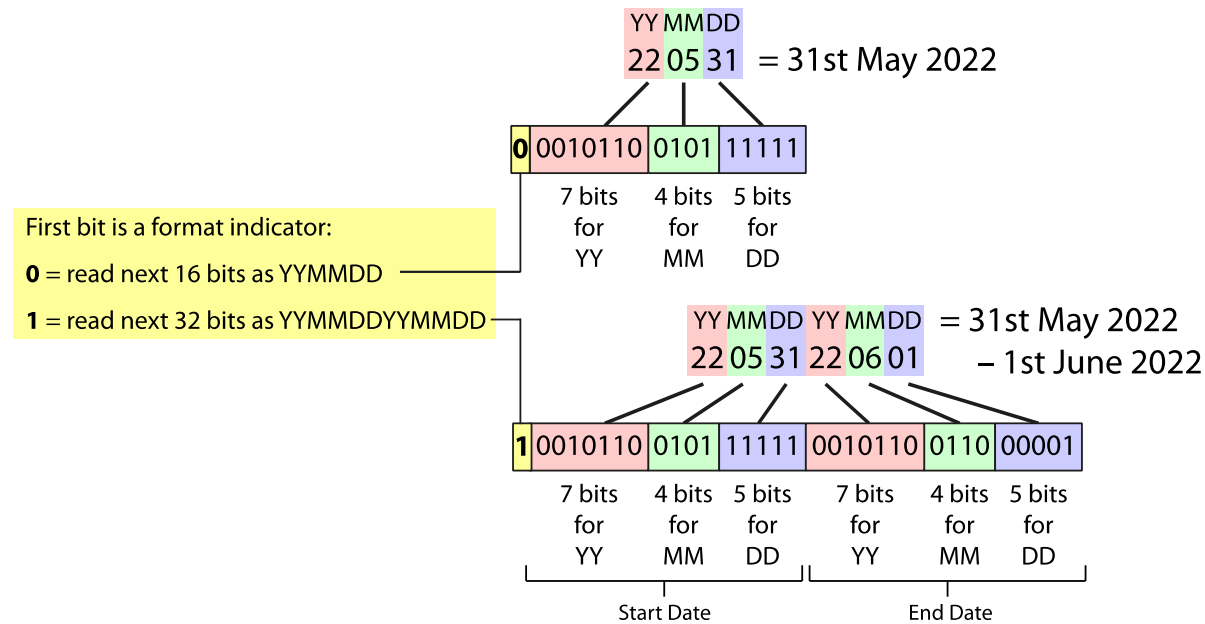 YY MM DD
22 05 31 = 31st May 2022
0 0010110 0101 11111
7 bits for YY
4 bits for MM
5 bits for DD
First bit is a format indicator:
0 = read next 16 bits as YYMMDD
1 = read next 32 bits as YYMMDDYYMMDD
YY MM DD YY MM DD
22 05 31 22 06 01
= 31st May 2022
– 1st June 2022
1 0010110 0101 11111 0010110 0110 00001
7 bits for YY
4 bits for MM
5 bits for DD
7 bits for YY
4 bits for MM
5 bits for DD
Start Date
End Date